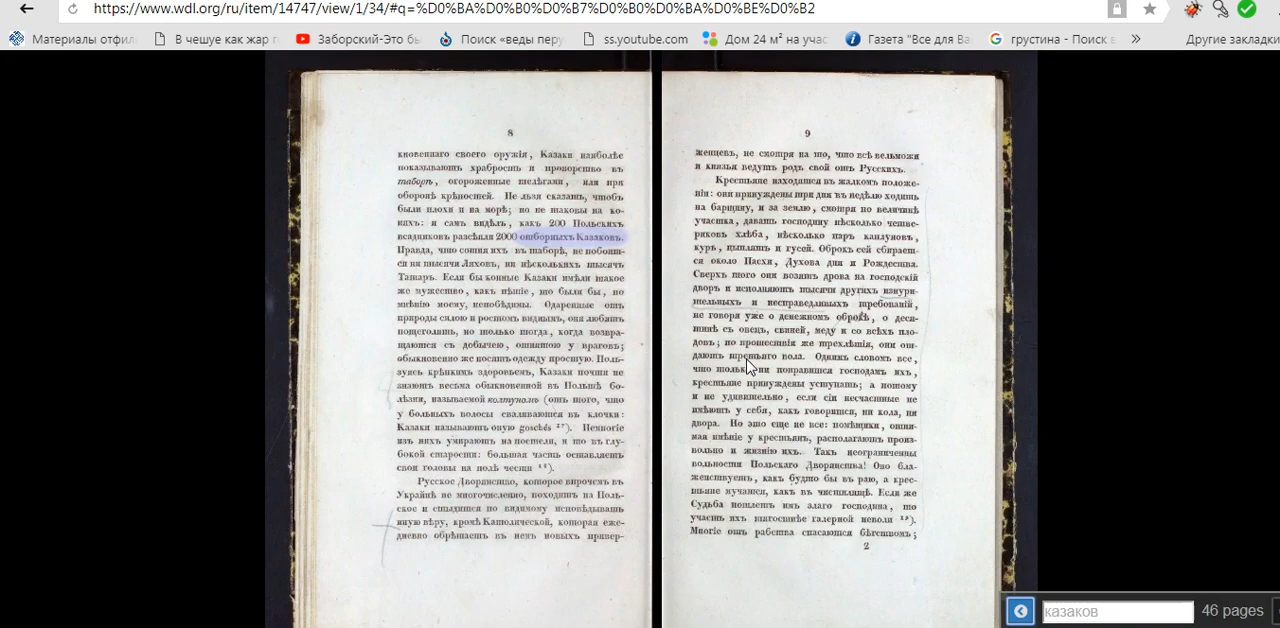 https://www.wdl.org/ru/item/14747/view/1/34/#q=%D0%BA%D0%B0%D0%B7%D0%B0%D0%BA%D0%BE%D0%B2
Материалы отфил
В чешуе как жар г
Заборский-Это бы
Поиск «веды перу
ss.youtube.com
Дом 24 м² на учас
Газета "Все для Ва
грустина - Поиск в
»
Другие закладки
8
кновеннаго своего оружія, Казаки наиболѣе
показываютъ храбрость и проворство въ
таборѣ, огороженные телѣгами, или при
оборонѣ крѣпостей. Не льзя сказать, чтобъ
были плохи и на морѣ; но не таковы на ко-
няхъ: я самъ видѣлъ, какъ 200 Польскихъ
всадниковъ разсѣяли 2000 отборныхъ Казаковъ.
Правда, что сотня ихъ въ таборѣ, не побоит-
ся ни тысячи Ляховъ, ни нѣсколькихъ тысячь
Татаръ. Если бы конные Казаки имѣли такое
же мужество, какъ пѣшіе, то были бы, по
мнѣнію моему, непобѣдимы. Одаренные отъ
природы силою и ростомъ виднымъ, они любятъ
пощеголять, но только тогда, когда возвра-
щаются съ добычею, отнятою у враговъ;
обыкновенно же носятъ одежду простую. Поль-
зуясь крѣпкимъ здоровьемъ, Казаки почти не
знаютъ весьма обыкновенной въ Польшѣ бо-
лѣзни, называемой колтуномъ (отъ того, что
у больныхъ волосы сваливаются въ клочки:
Казаки называютъ оную goschés ¹⁷). Немногіе
изъ нихъ умираютъ на постели, и то въ глу-
бокой старости: большая часть оставляетъ
свои головы на полѣ чести ¹⁸).
Русское Дворянство, которое впрочемъ въ
Украйнѣ не многочисленно, походитъ на Поль-
ское и стыдится по видимому исповѣдывать
иную вѣру, кромѣ Католической, которая еже-
дневно обрѣтаетъ въ немъ новыхъ привер-
9
женцевъ, не смотря на то, что всѣ вельможи
и князья ведутъ родъ свой отъ Русскихъ.
Крестьяне находятся въ жалкомъ положе-
ніи: они принуждены три дня въ недѣлю ходить
на барщину, и за землю, смотря по величинѣ
участка, давать господину нѣсколько четве-
риковъ хлѣба, нѣсколько паръ каплуновъ,
куръ, цыплятъ и гусей. Оброкъ сей сбирает-
ся около Пасхи, Духова дня и Рождества.
Сверхъ того они возятъ дрова на господскій
дворъ и исполняютъ тысячи другихъ изнури-
тельныхъ и несправедливыхъ требованій,
не говоря уже о денежномъ оброкѣ, о деся-
тинѣ съ овецъ, свиней, меду и со всѣхъ пло-
довъ; по прошествіи же трехлѣтія, они от-
даютъ третьяго вола. Однимъ словомъ все,
что только ни понравится господамъ ихъ,
крестьяне принуждены уступать; а потому
и не удивительно, если сіи несчастные не
имѣютъ у себя, какъ говорится, ни кола, ни
двора. Но это еще не все: помѣщики, отни-
мая имѣніе у крестьянъ, располагаютъ произ-
вольно и жизнію ихъ. Такъ неограниченны
вольности Польскаго Дворянства! Оно бла-
женствуетъ, какъ будто бы въ раю, а крес-
тьяне мучатся, какъ въ чистилищѣ. Если же
Судьба пошлетъ имъ злаго господина, то
участь ихъ тягостнѣе галерной неволи ¹⁹).
Многіе отъ рабства спасаются бѣгствомъ;
2
казаков
46 pages